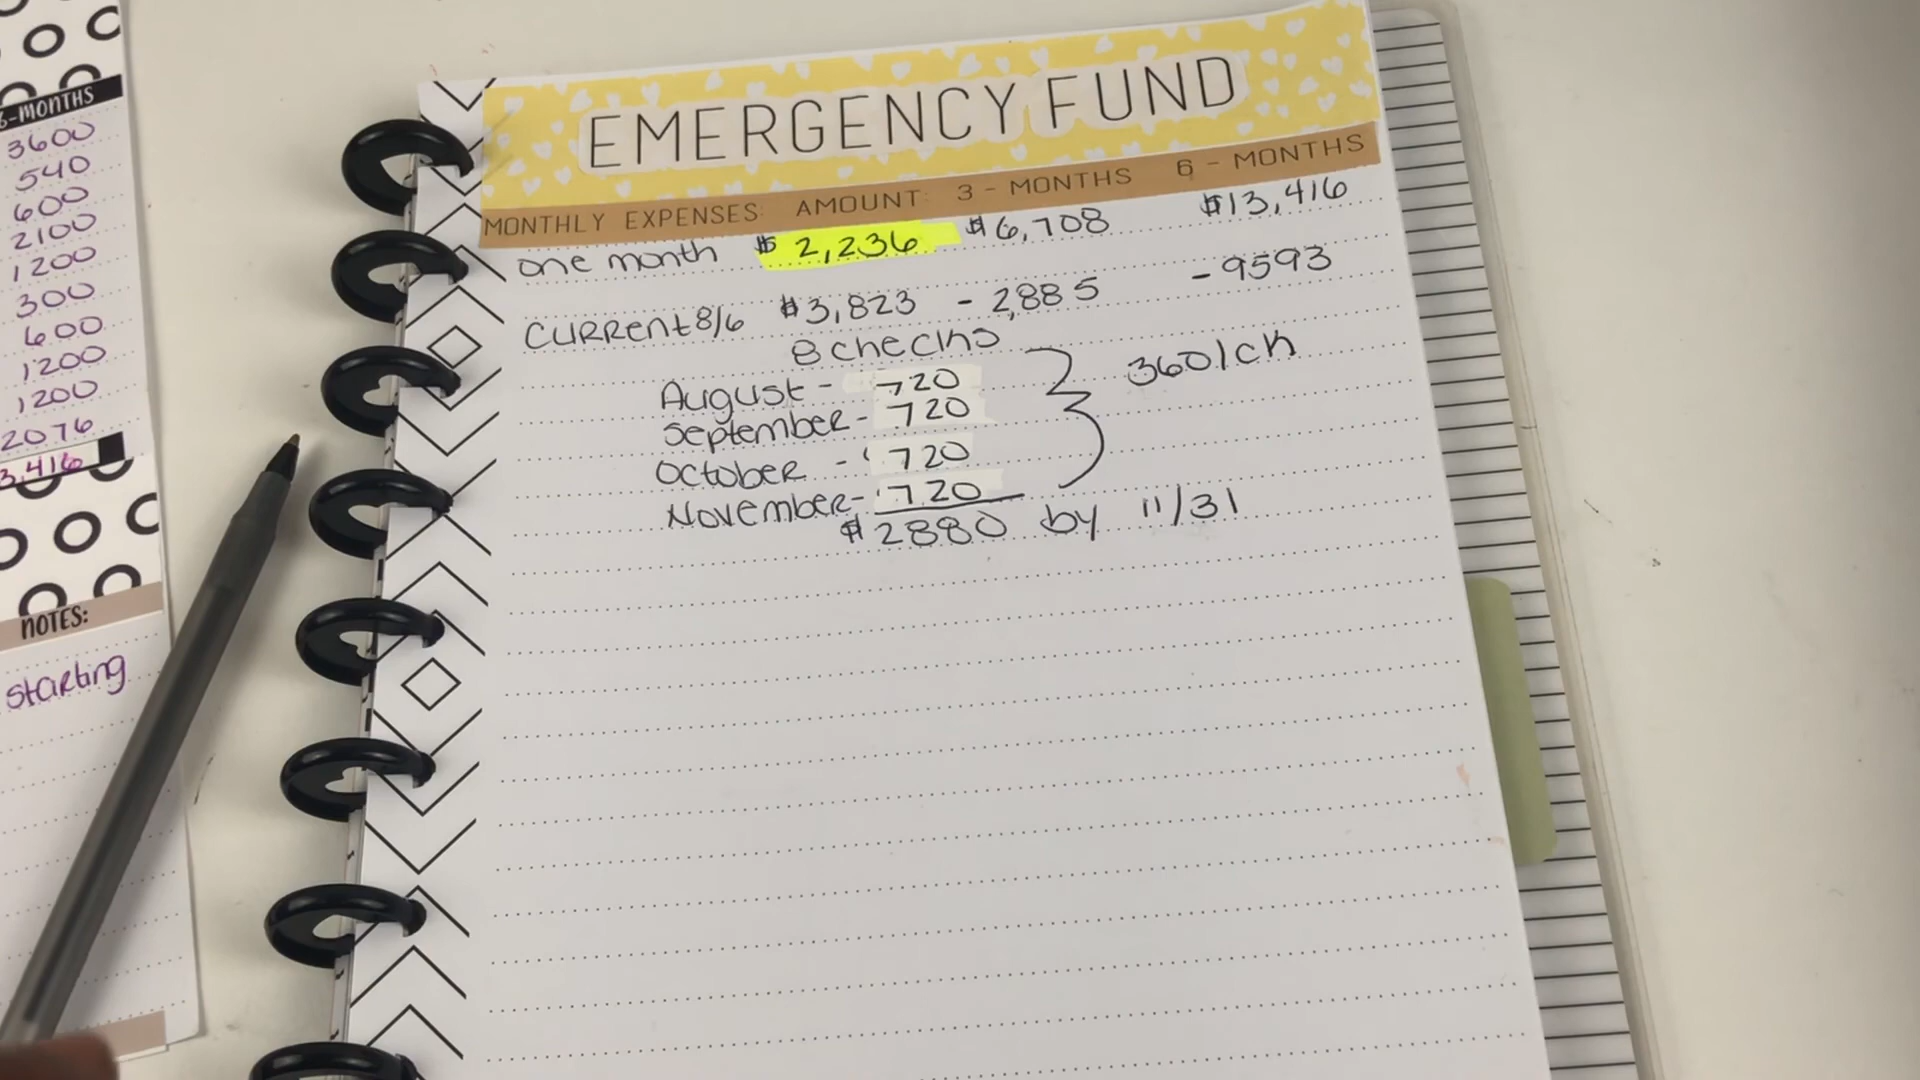 6-MONTHS
3600
540
600
2100
1200
300
600
1200
1200
2076
3,416
NOTES:
starting
EMERGENCY FUND
MONTHLY EXPENSES: AMOUNT: 3 - MONTHS 6 - MONTHS
one month $ 2,236 $6,708 $13,416
CURRent 8/6 $3,823 - 2,885 - 9593
8 checks
August - 720 360/ck
September - 720
October - 720
November - 720
$2880 by 11/31